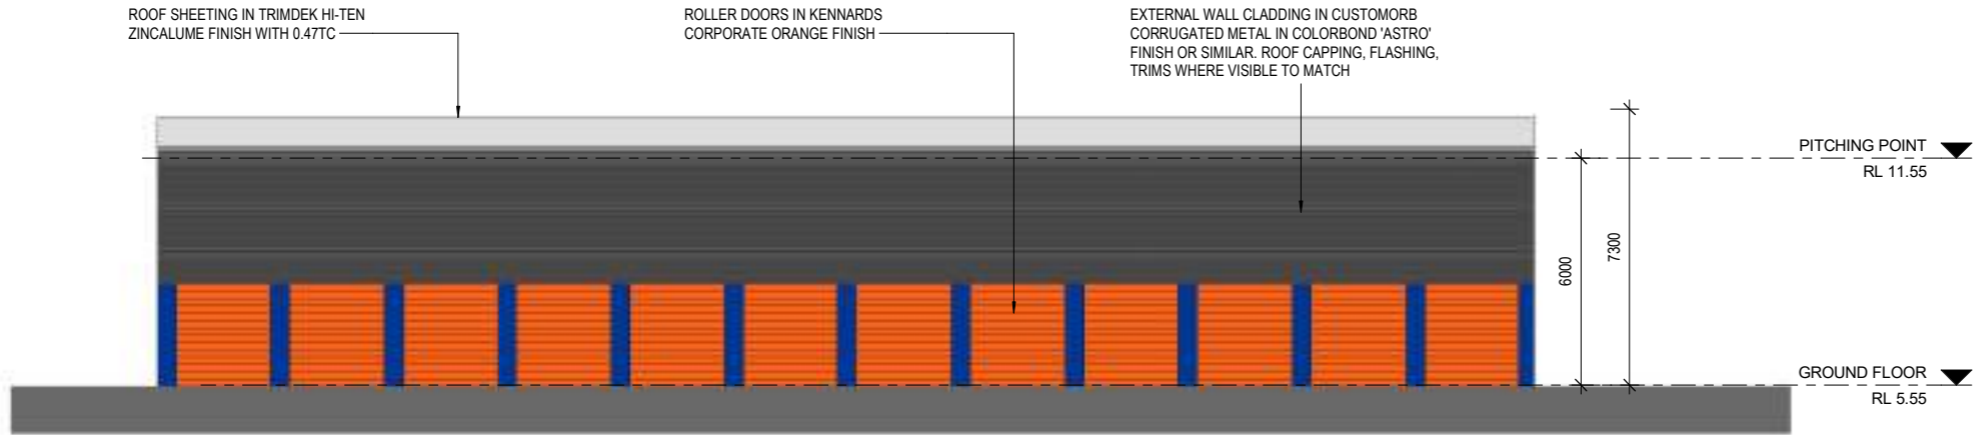 ROOF SHEETING IN TRIMDEK HI-TEN
ZINCALUME FINISH WITH 0.47TC
ROLLER DOORS IN KENNARDS
CORPORATE ORANGE FINISH
EXTERNAL WALL CLADDING IN CUSTOMORB
CORRUGATED METAL IN COLORBOND 'ASTRO'
FINISH OR SIMILAR. ROOF CAPPING, FLASHING,
TRIMS WHERE VISIBLE TO MATCH
PITCHING POINT
RL 11.55
7300
6000
GROUND FLOOR
RL 5.55